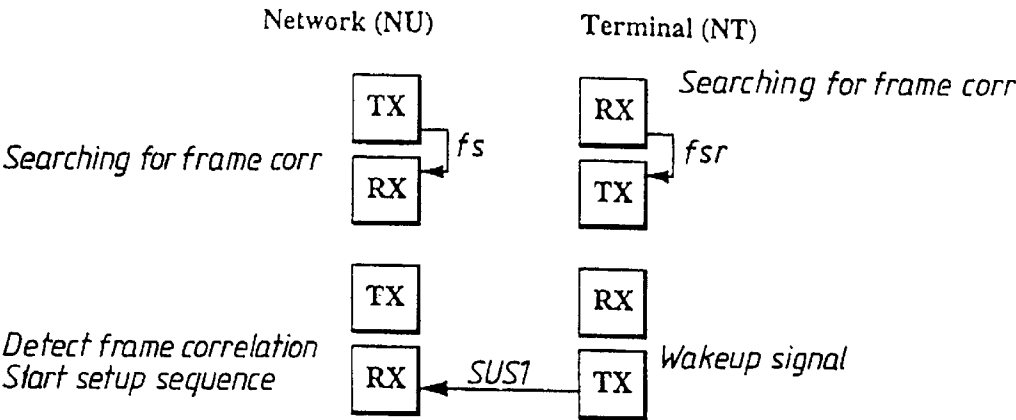 Network (NU)
Terminal (NT)
TX
RX
Searching for frame corr
fs
fsr
Searching for frame corr
RX
TX
TX
RX
Detect frame correlation
Start setup sequence
RX
SUS1
TX
Wakeup signal